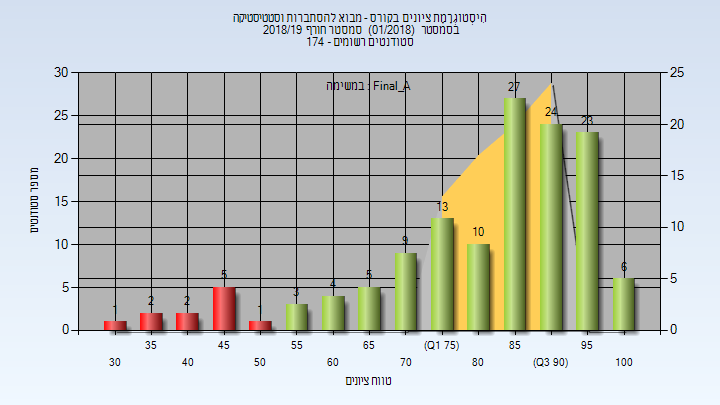 הִיסְטוֹגְרַמַת ציונים בקורס - מבוא להסתברות וסטטיסטיקה
בסמסטר (01/2018) סמסטר חורף 2018/19
סטודנטים רשומים - 174
במשימה : Final_A
30 25 20 15 10 5 0
מספר סטודנטים
25 20 15 10 5 0
1 2 2 5 1 3 4 5 9 13 10 27 24 23 6
35 45 55 65 (Q1 75) 85 95
30 40 50 60 70 80 (Q3 90) 100
טווח ציונים